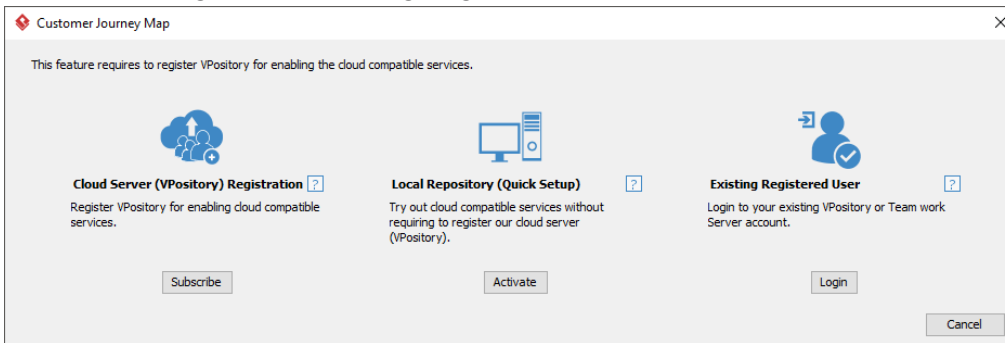 Customer Journey Map
This feature requires to register VPository for enabling the cloud compatible services.
Cloud Server (VPository) Registration ?
Register VPository for enabling cloud compatible
services.
Subscribe
Local Repository (Quick Setup) ?
Try out cloud compatible services without
requiring to register our cloud server
(VPository).
Activate
Existing Registered User ?
Login to your existing VPository or Team work
Server account.
Login
Cancel